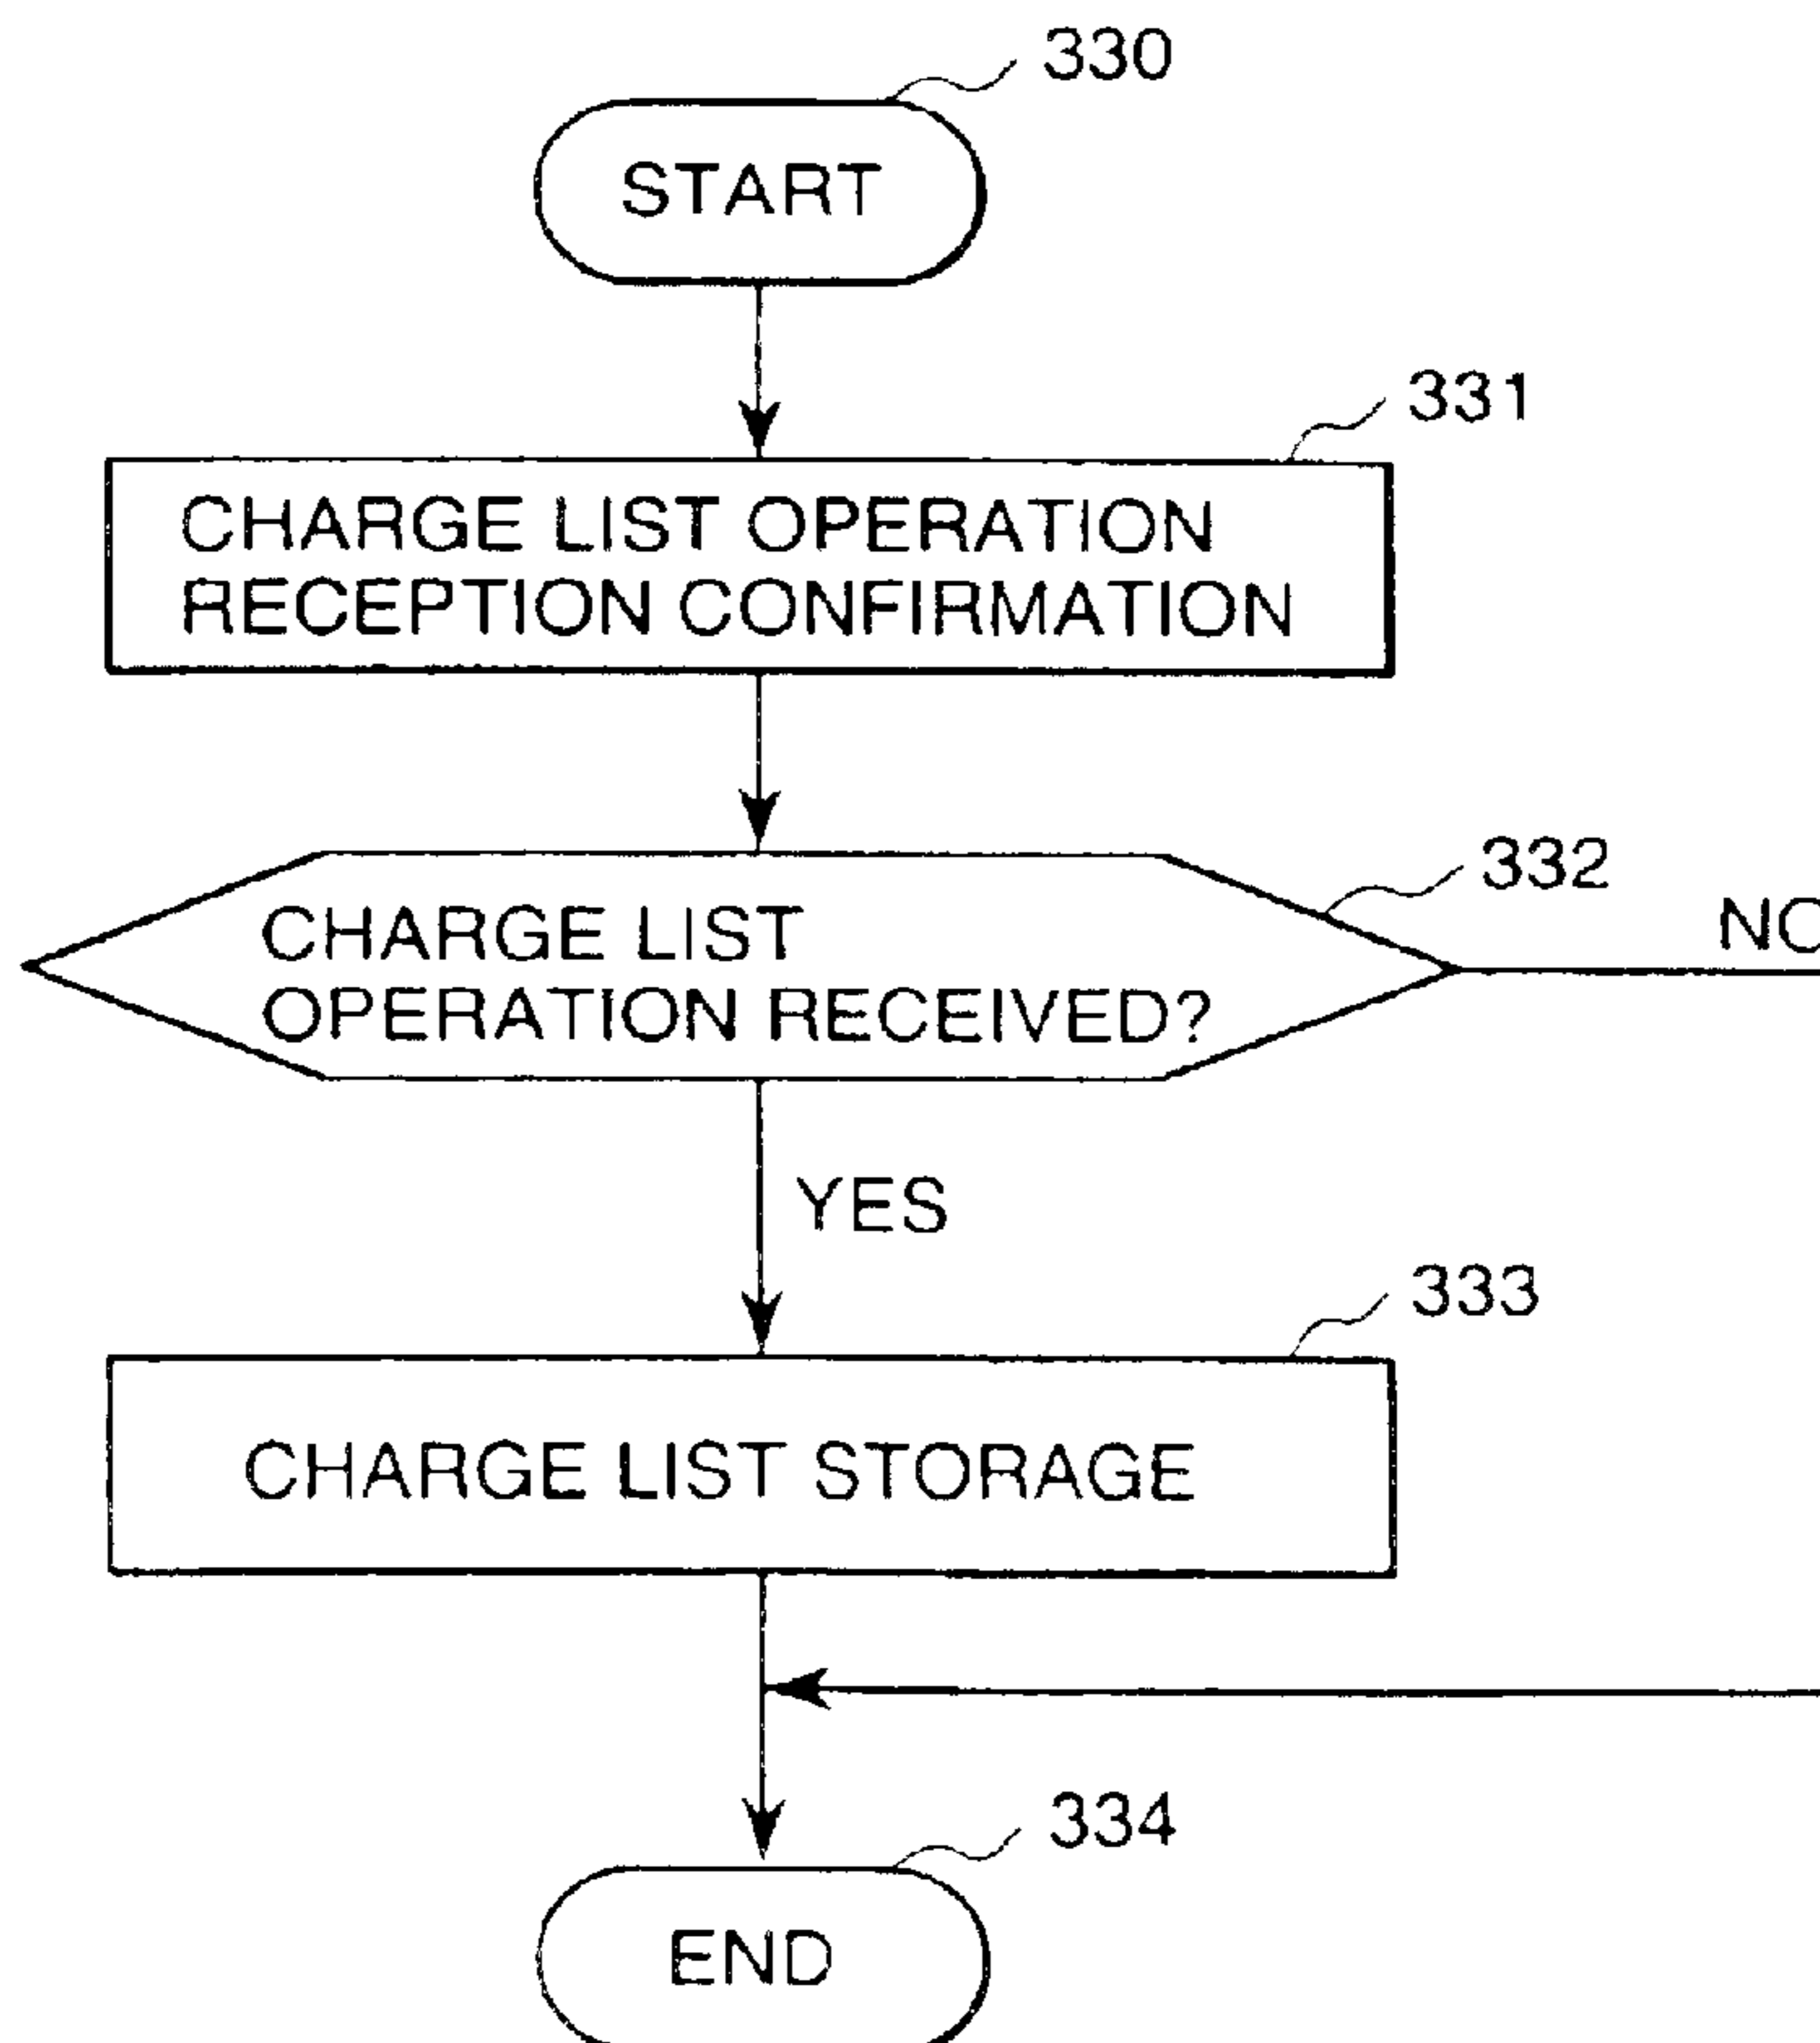 330
START
331
CHARGE LIST OPERATION
RECEPTION CONFIRMATION
332
CHARGE LIST
OPERATION RECEIVED?
NO
YES
333
CHARGE LIST STORAGE
334
END